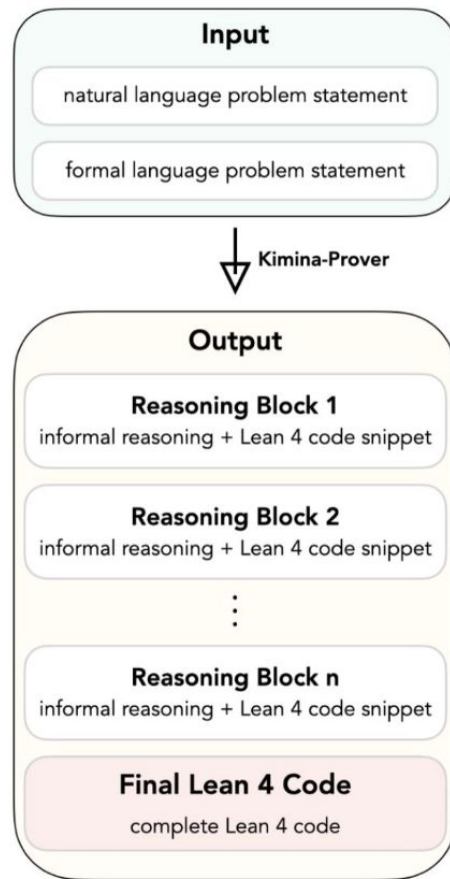 Input
natural language problem statement
formal language problem statement
Kimina-Prover
Output
Reasoning Block 1
informal reasoning + Lean 4 code snippet
Reasoning Block 2
informal reasoning + Lean 4 code snippet
⋮
Reasoning Block n
informal reasoning + Lean 4 code snippet
Final Lean 4 Code
complete Lean 4 code